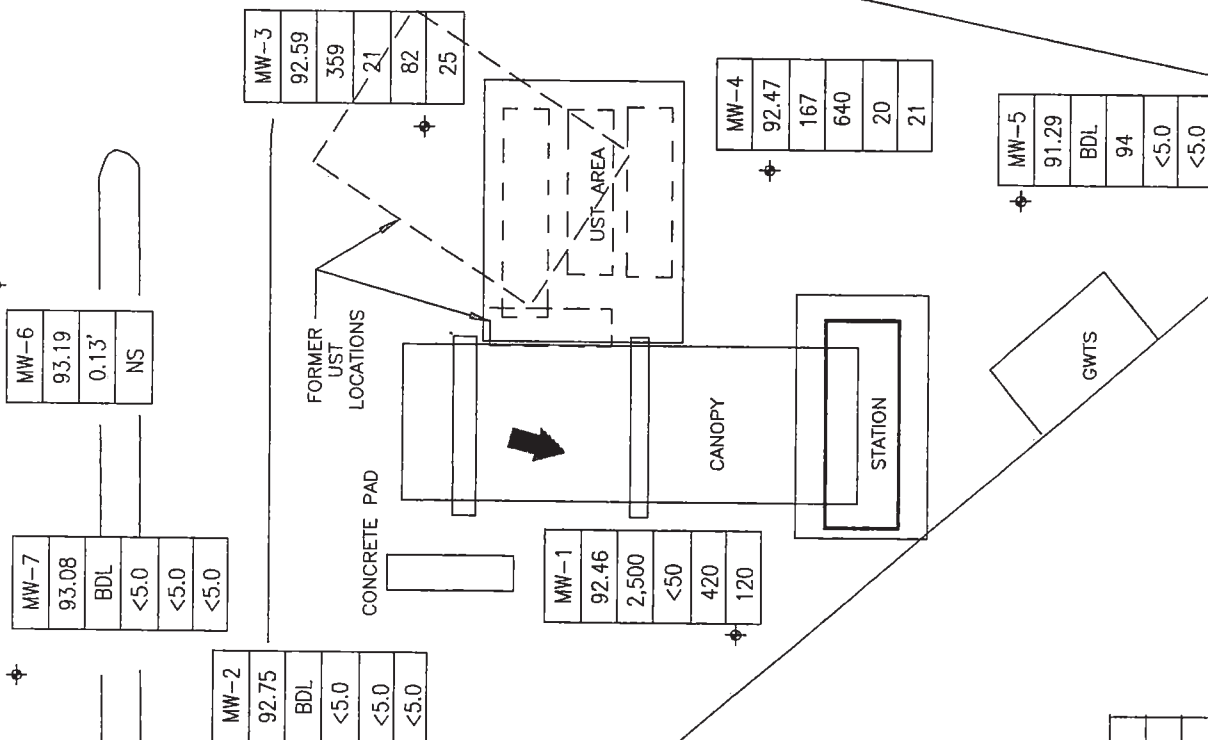 MW-3
92.59
359
21
82
25
MW-4
92.47
167
640
20
21
MW-5
91.29
BDL
94
<5.0
<5.0
MW-6
93.19
0.13'
NS
FORMER
UST
LOCATIONS
UST AREA
GWTS
CANOPY
STATION
CONCRETE PAD
MW-7
93.08
BDL
<5.0
<5.0
<5.0
MW-1
92.46
2,500
<50
420
120
MW-2
92.75
BDL
<5.0
<5.0
<5.0